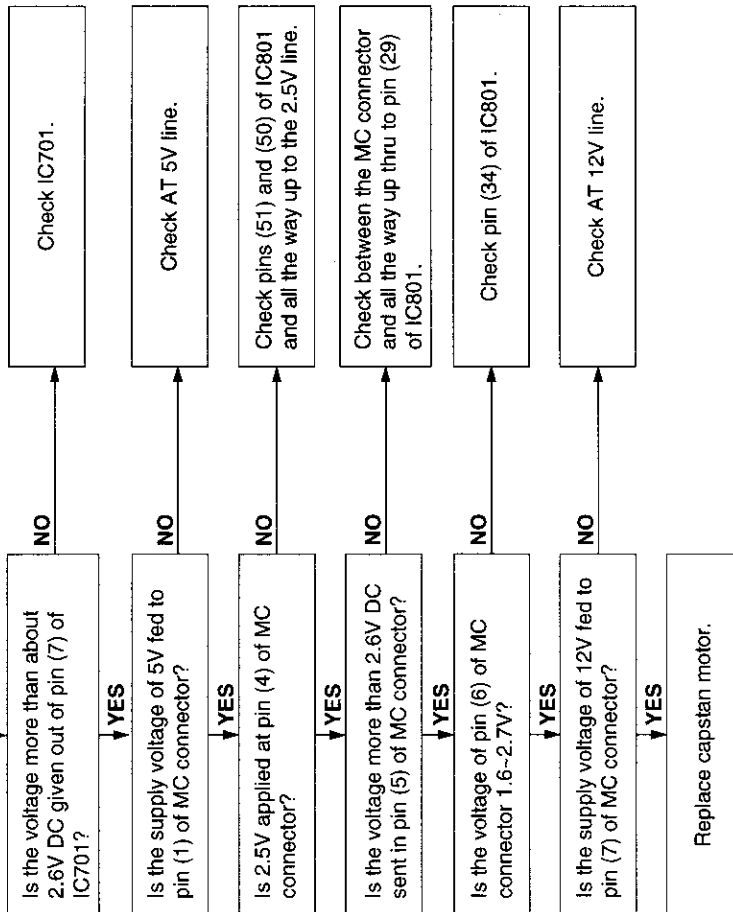 Is the voltage more than about
2.6V DC given out of pin (7) of
IC701?
NO
Check IC701.
YES
Is the supply voltage of 5V fed to
pin (1) of MC connector?
NO
Check AT 5V line.
YES
Is 2.5V applied at pin (4) of MC
connector?
NO
Check pins (51) and (50) of IC801
and all the way up to the 2.5V line.
YES
Is the voltage more than 2.6V DC
sent in pin (5) of MC connector?
NO
Check between the MC connector
and all the way up thru to pin (29)
of IC801.
YES
Is the voltage of pin (6) of MC
connector 1.6~2.7V?
NO
Check pin (34) of IC801.
YES
Is the supply voltage of 12V fed to
pin (7) of MC connector?
NO
Check AT 12V line.
YES
Replace capstan motor.